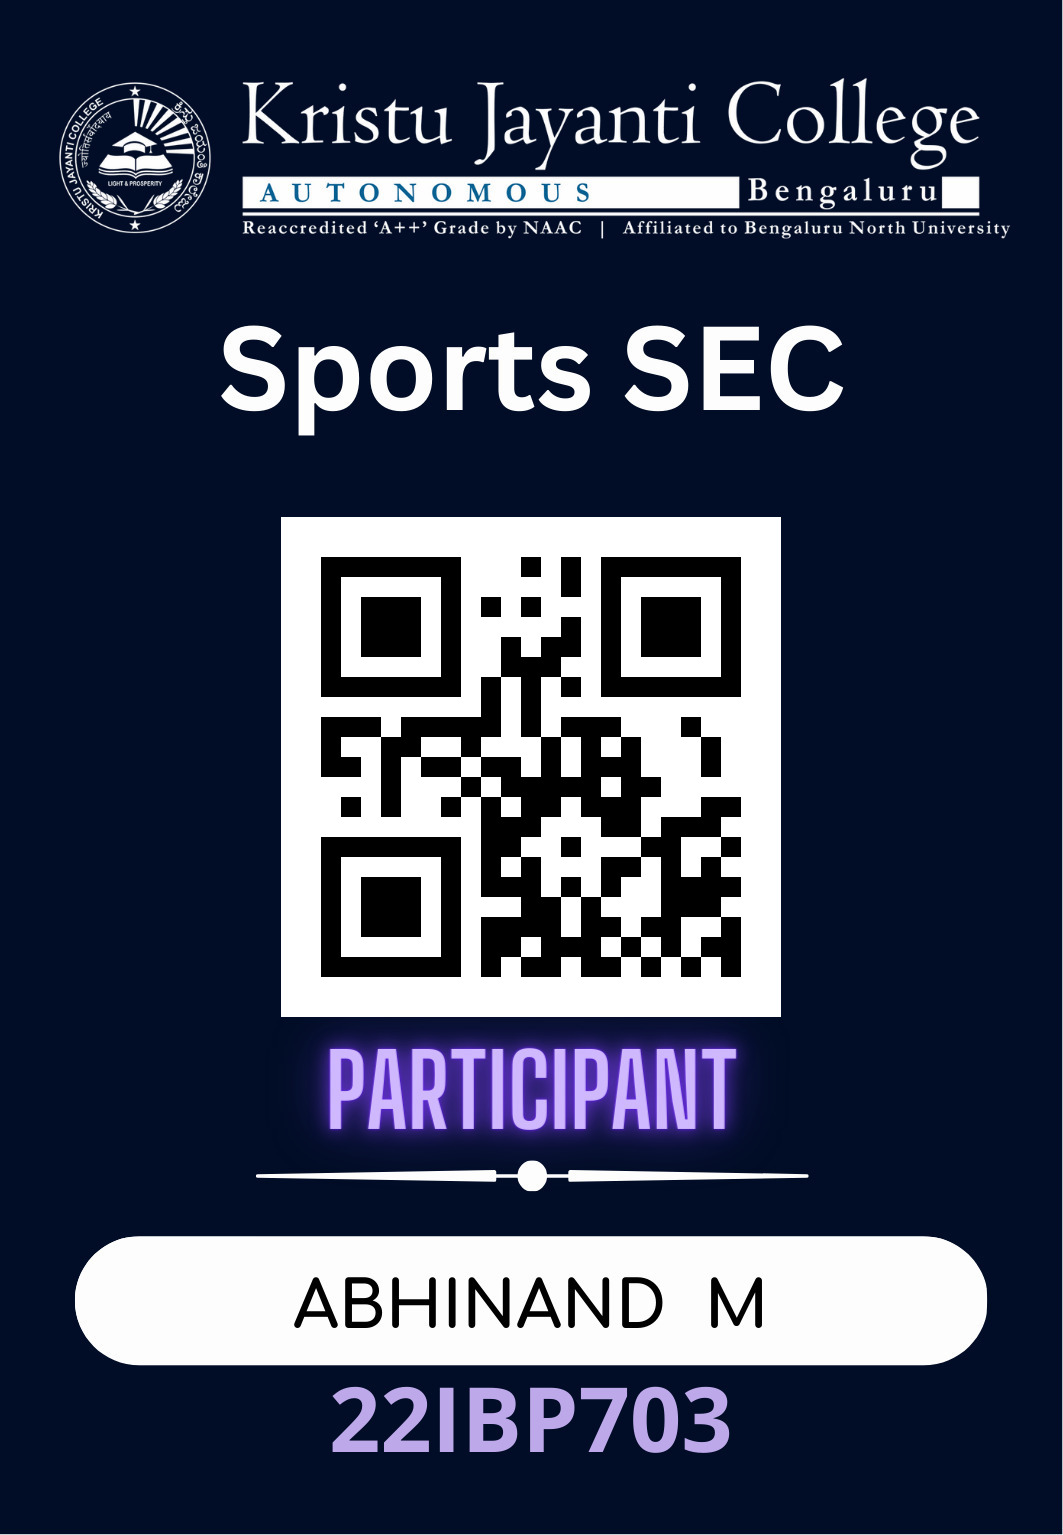 KRISTU JAYANTI COLLEGE
LIGHT & PROSPERITY
Kristu Jayanti College
AUTONOMOUS Bengaluru
Reaccredited ‘A++’ Grade by NAAC | Affiliated to Bengaluru North University
Sports SEC
PARTICIPANT
ABHINAND M
22IBP703